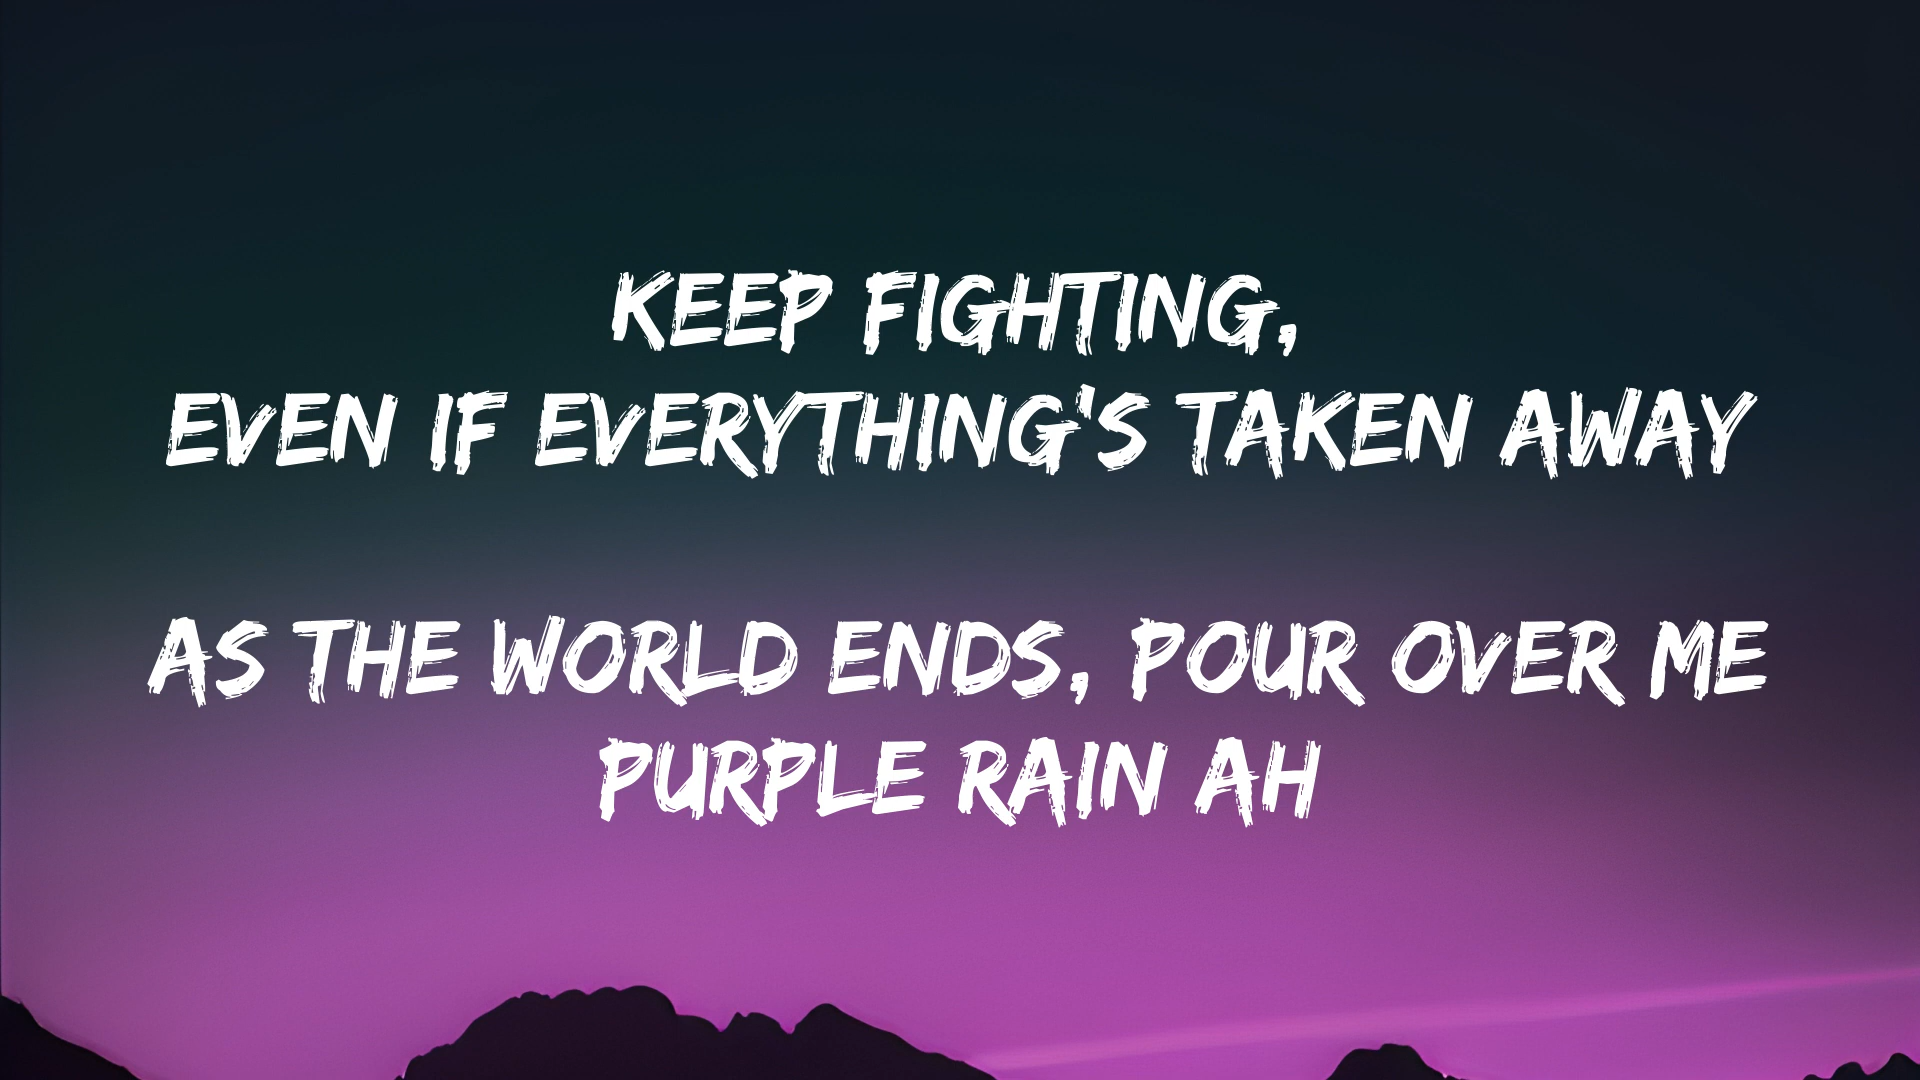 KEEP FIGHTING,
EVEN IF EVERYTHING'S TAKEN AWAY
AS THE WORLD ENDS, POUR OVER ME
PURPLE RAIN AH